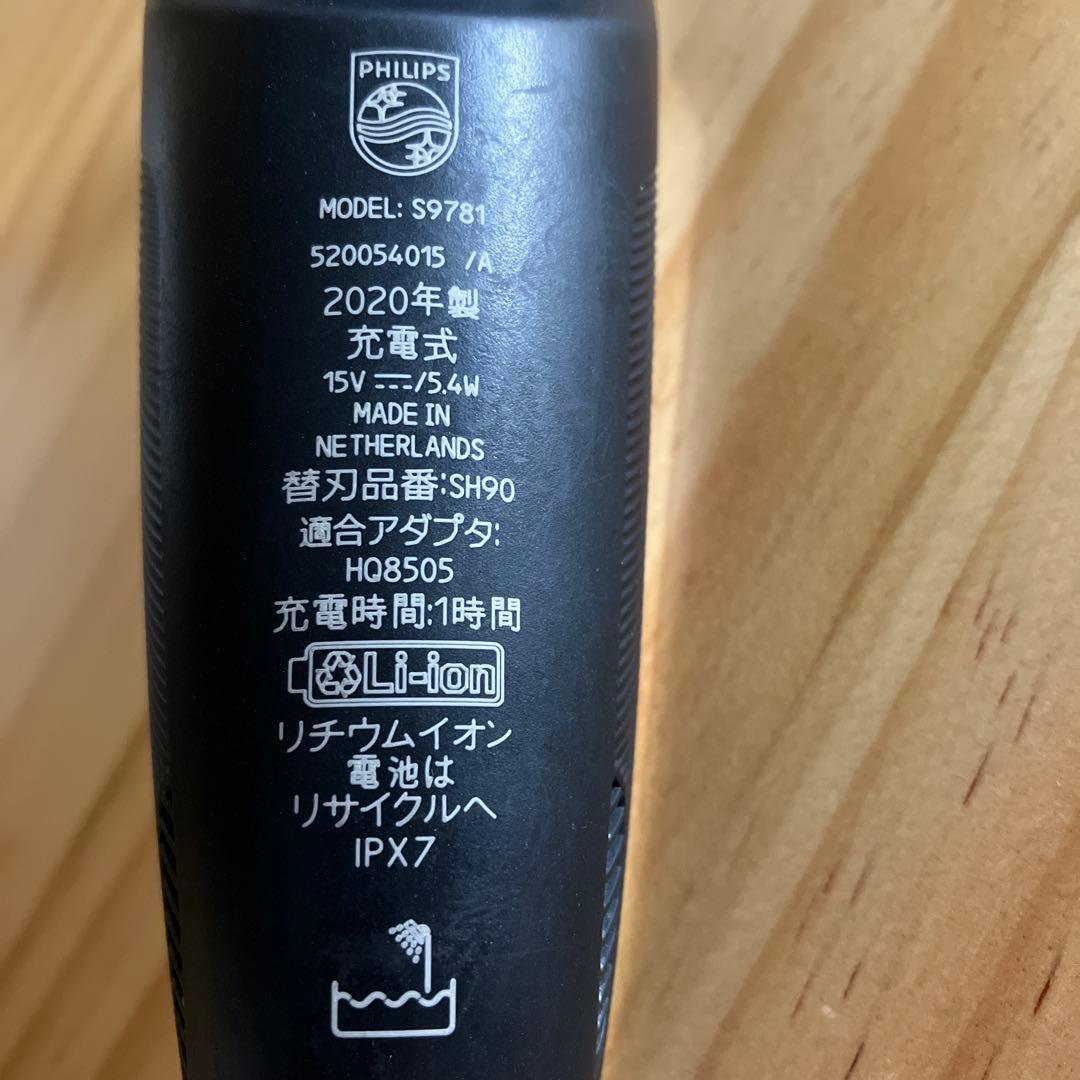 PHILIPS
MODEL: S9781
520054015 /A
2020年製
充電式
15V ⎓/5.4W
MADE IN
NETHERLANDS
替刃品番:SH90
適合アダプタ:
HQ8505
充電時間:1時間
Li-ion
リチウムイオン
電池は
リサイクルへ
IPX7